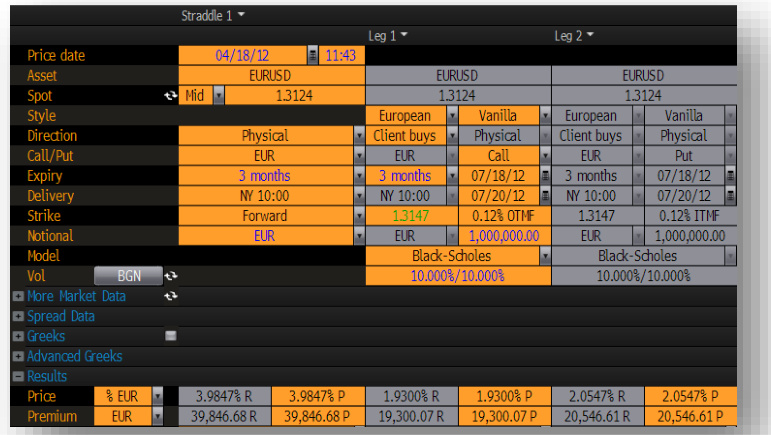 Straddle 1
Leg 1 Leg 2
Price date 04/18/12 11:43
Asset EURUSD EURUSD EURUSD
Spot Mid 1.3124 1.3124 1.3124
Style European Vanilla European Vanilla
Direction Physical Client buys Physical Client buys Physical
Call/Put EUR EUR Call EUR Put
Expiry 3 months 3 months 07/18/12 3 months 07/18/12
Delivery NY 10:00 NY 10:00 07/20/12 NY 10:00 07/20/12
Strike Forward 1.3147 0.12% OTMF 1.3147 0.12% ITMF
Notional EUR EUR 1,000,000.00 EUR 1,000,000.00
Model Black-Scholes Black-Scholes
Vol BGN 10.000%/10.000% 10.000%/10.000%
More Market Data
Spread Data
Greeks
Advanced Greeks
Results
Price % EUR 3.9847% R 3.9847% P 1.9300% R 1.9300% P 2.0547% R 2.0547% P
Premium EUR 39,846.68 R 39,846.68 P 19,300.07 R 19,300.07 P 20,546.61 R 20,546.61 P